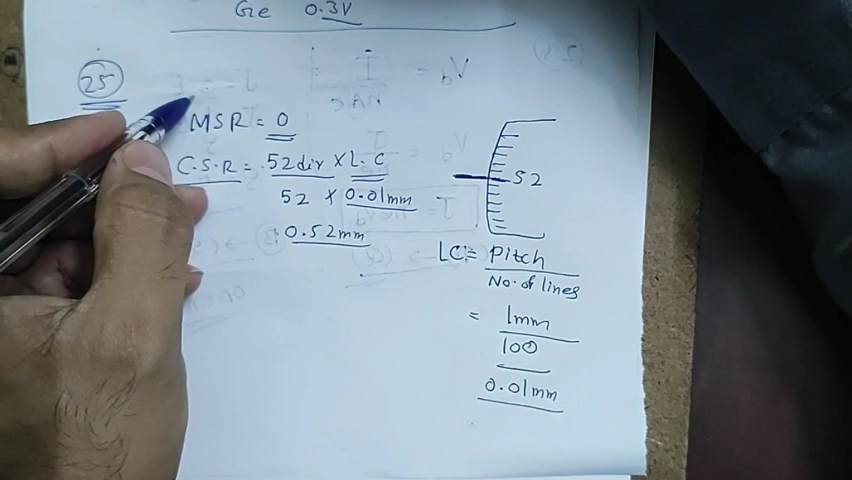 Ge 0.3V
25
MSR = 0
C.S.R = 52div x L.C
52 x 0.01mm
: 0.52mm
52
LC:= Pitch
No. of lines
= 1mm
100
0.01mm